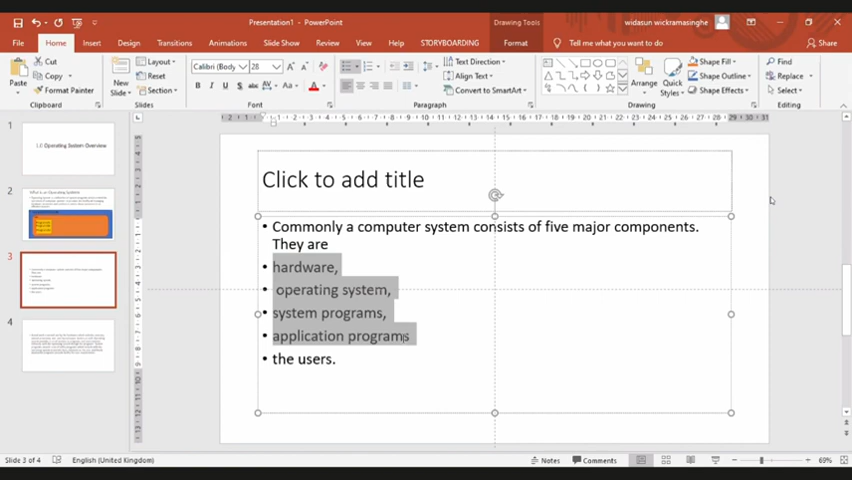 Presentation1 - PowerPoint
Drawing Tools
widasun wickramasinghe
File Home Insert Design Transitions Animations Slide Show Review View Help STORYBOARDING Format Tell me what you want to do Share
Paste
Cut
Copy
Format Painter
Clipboard
New Slide
Layout
Reset
Section
Slides
Calibri (Body) 28
Font
Text Direction
Align Text
Convert to SmartArt
Paragraph
Arrange
Quick Styles
Shape Fill
Shape Outline
Shape Effects
Drawing
Find
Replace
Select
Editing
1
1.0 Operating System Overview
2
What is an Operating System
3
4
Click to add title
• Commonly a computer system consists of five major components.
They are
• hardware,
• operating system,
• system programs,
• application programs
• the users.
Slide 3 of 4
English (United Kingdom)
Notes
Comments
69%